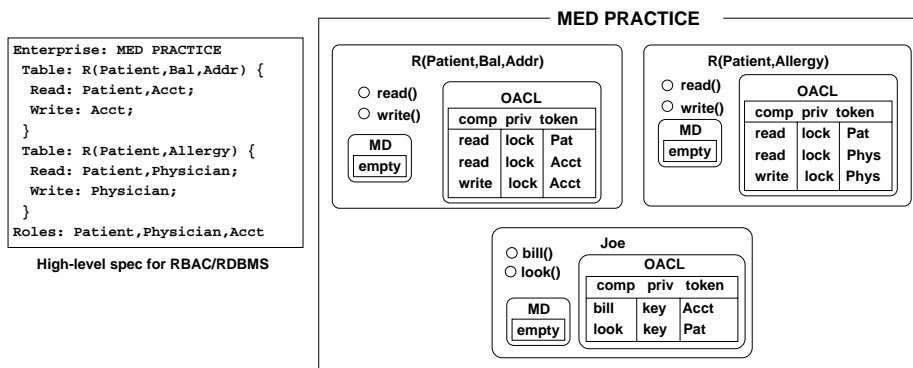 MED PRACTICE
Enterprise: MED PRACTICE
Table: R(Patient,Bal,Addr) {
Read: Patient,Acct;
Write: Acct;
}
Table: R(Patient,Allergy) {
Read: Patient,Physician;
Write: Physician;
}
Roles: Patient,Physician,Acct
High-level spec for RBAC/RDBMS
R(Patient,Bal,Addr)
read()
write()
MD
empty
OACL
comp priv token
read lock Pat
read lock Acct
write lock Acct
R(Patient,Allergy)
read()
write()
MD
empty
OACL
comp priv token
read lock Pat
read lock Phys
write lock Phys
Joe
bill()
look()
MD
empty
OACL
comp priv token
bill key Acct
look key Pat